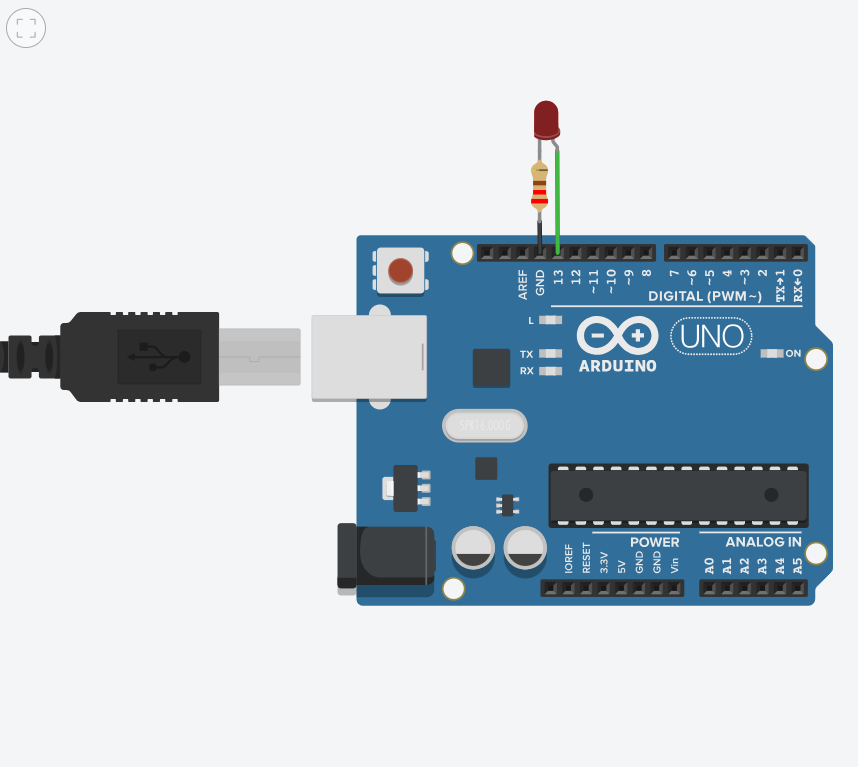 AREF
GND
13
12
~11
~10
~9
8
7
~6
~5
4
~3
2
TX→1
RX←0
DIGITAL (PWM~)
L
TX
RX
ARDUINO
UNO
ON
POWER
ANALOG IN
IOREF
RESET
3.3V
5V
GND
GND
Vin
A0
A1
A2
A3
A4
A5